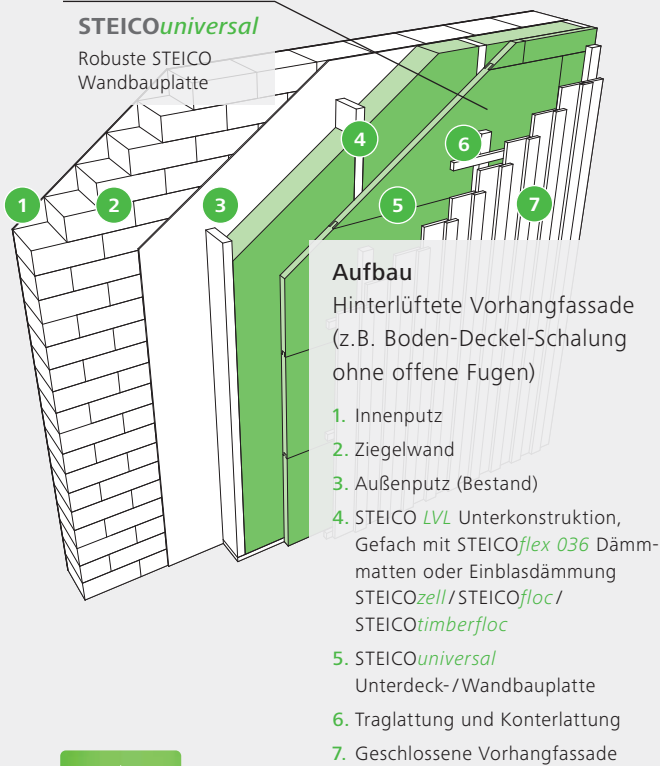 STEICOuniversal
Robuste STEICO
Wandbauplatte
1
2
3
4
5
6
7
Aufbau
Hinterlüftete Vorhangfassade
(z.B. Boden-Deckel-Schalung
ohne offene Fugen)
1. Innenputz
2. Ziegelwand
3. Außenputz (Bestand)
4. STEICO LVL Unterkonstruktion,
Gefach mit STEICOflex 036 Dämm-
matten oder Einblasdämmung
STEICOzell/STEICOfloc/
STEICOtimberfloc
5. STEICOuniversal
Unterdeck-/Wandbauplatte
6. Traglattung und Konterlattung
7. Geschlossene Vorhangfassade